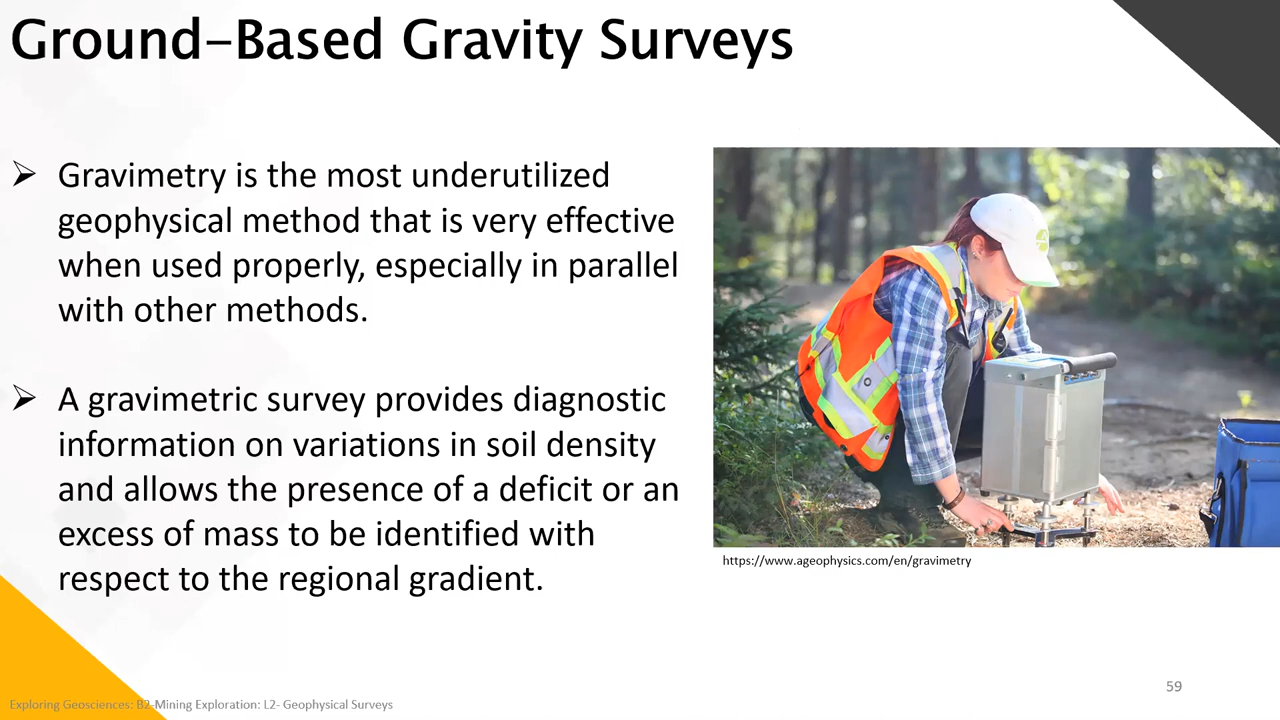 Ground-Based Gravity Surveys
➢ Gravimetry is the most underutilized
geophysical method that is very effective
when used properly, especially in parallel
with other methods.
➢ A gravimetric survey provides diagnostic
information on variations in soil density
and allows the presence of a deficit or an
excess of mass to be identified with
respect to the regional gradient.
https://www.ageophysics.com/en/gravimetry
59
Exploring Geosciences: B2-Mining Exploration: L2- Geophysical Surveys